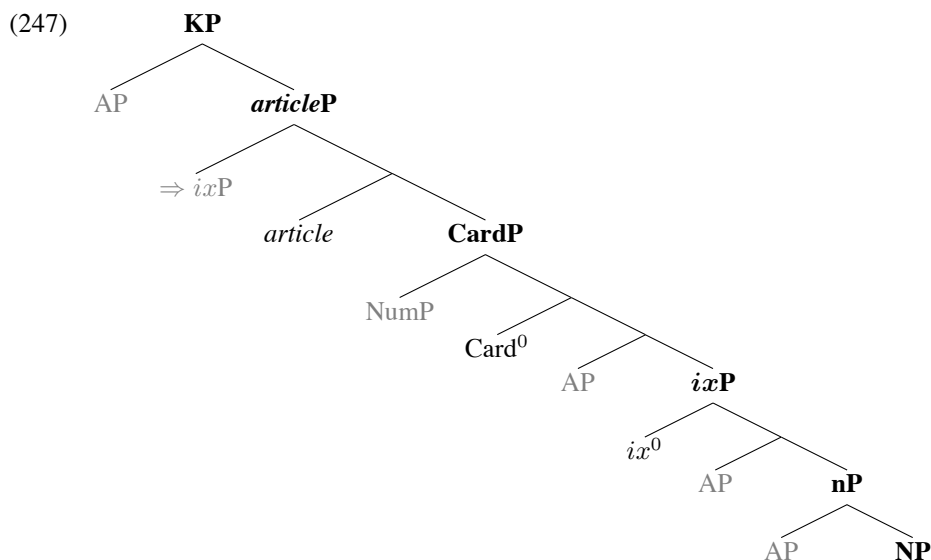 (247) KP
AP articleP
⇒ ixP
article CardP
NumP
Card⁰
AP ixP
ix⁰
AP nP
AP NP